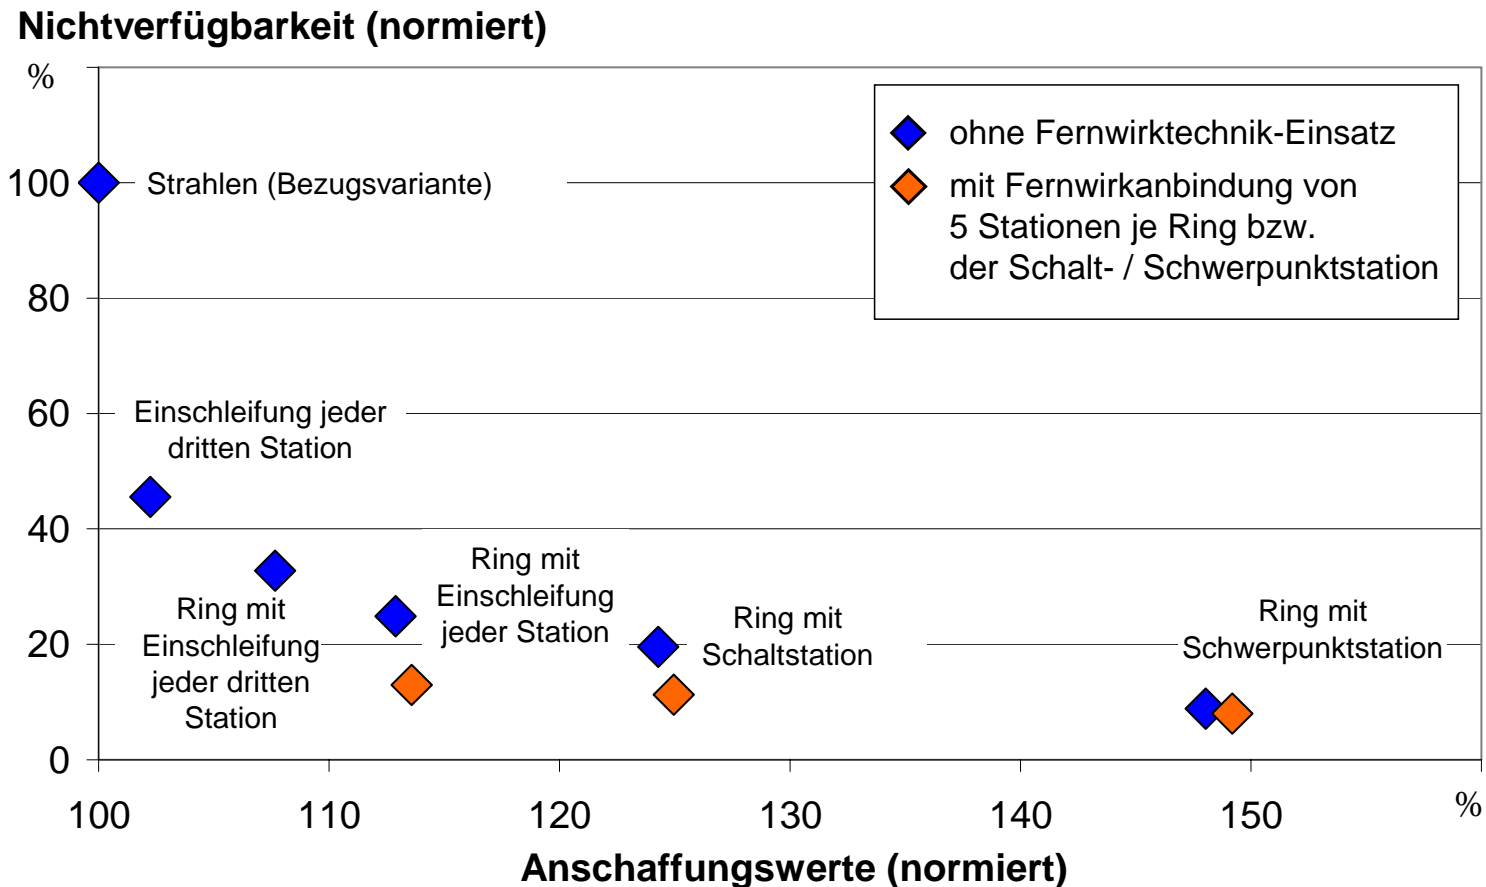 Nichtverfügbarkeit (normiert)
%
ohne Fernwirktechnik-Einsatz
mit Fernwirkanbindung von
5 Stationen je Ring bzw.
der Schalt- / Schwerpunktstation
100
Strahlen (Bezugsvariante)
80
60
Einschleifung jeder
dritten Station
40
Ring mit
Einschleifung
jeder Station
Ring mit
Einschleifung
jeder dritten
Station
Ring mit
Schaltstation
Ring mit
Schwerpunktstation
20
0
100
110
120
130
140
150
%
Anschaffungswerte (normiert)